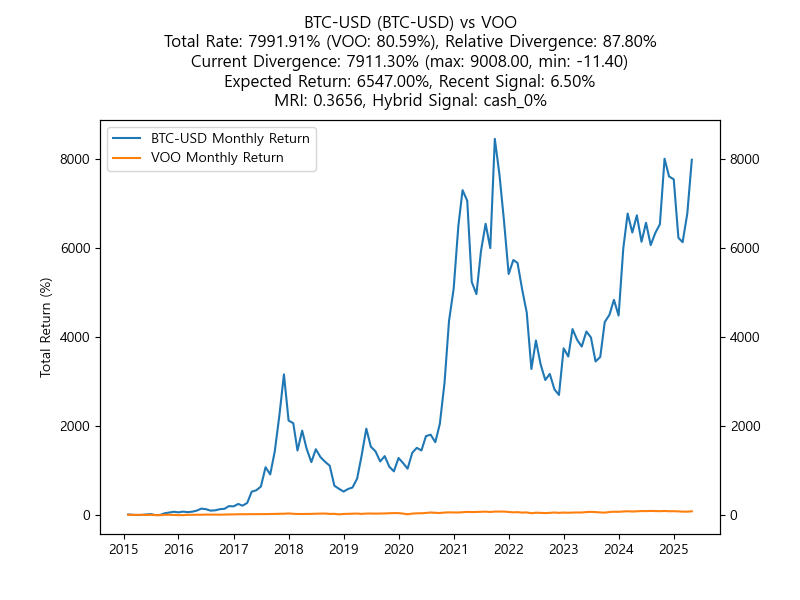 BTC-USD (BTC-USD) vs VOO
Total Rate: 7991.91% (VOO: 80.59%), Relative Divergence: 87.80%
Current Divergence: 7911.30% (max: 9008.00, min: -11.40)
Expected Return: 6547.00%, Recent Signal: 6.50%
MRI: 0.3656, Hybrid Signal: cash_0%
BTC-USD Monthly Return
VOO Monthly Return
Total Return (%)
8000 8000
6000 6000
4000 4000
2000 2000
0 0
2015 2016 2017 2018 2019 2020 2021 2022 2023 2024 2025